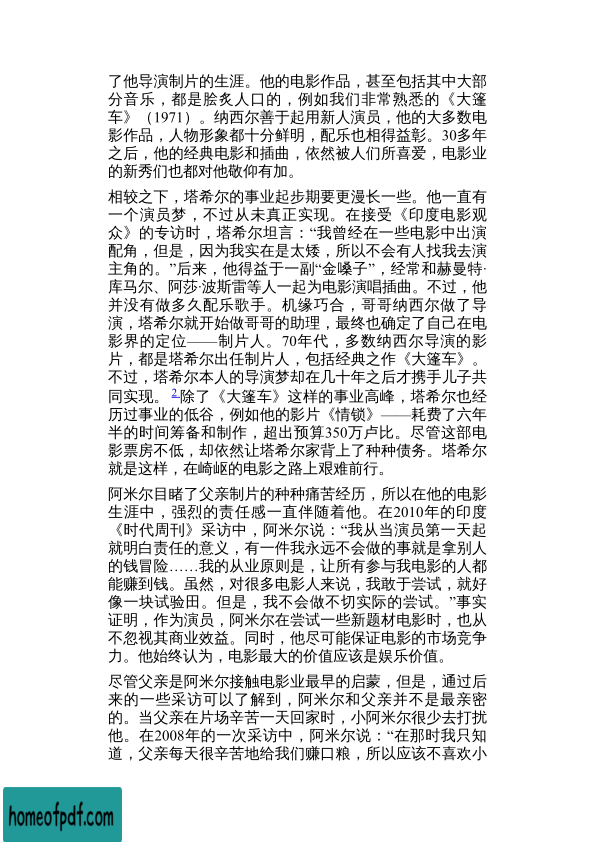 了他导演制片的生涯。他的电影作品，甚至包括其中大部
分音乐，都是脍炙人口的，例如我们非常熟悉的《大篷
车》（1971）。纳西尔善于起用新人演员，他的大多数电
影作品，人物形象都十分鲜明，配乐也相得益彰。30多年
之后，他的经典电影和插曲，依然被人们所喜爱，电影业
的新秀们也都对他敬仰有加。
相较之下，塔希尔的事业起步期要更漫长一些。他一直有
一个演员梦，不过从未真正实现。在接受《印度电影观
众》的专访时，塔希尔坦言：“我曾经在一些电影中出演
配角，但是，因为我实在是太矮，所以不会有人找我去演
主角的。”后来，他得益于一副“金嗓子”，经常和赫曼特·
库马尔、阿莎·波斯雷等人一起为电影演唱插曲。不过，他
并没有做多久配乐歌手。机缘巧合，哥哥纳西尔做了导
演，塔希尔就开始做哥哥的助理，最终也确定了自己在电
影界的定位——制片人。70年代，多数纳西尔导演的影
片，都是塔希尔出任制片人，包括经典之作《大篷车》。
不过，塔希尔本人的导演梦却在几十年之后才携手儿子共
同实现。2除了《大篷车》这样的事业高峰，塔希尔也经
历过事业的低谷，例如他的影片《情锁》——耗费了六年
半的时间筹备和制作，超出预算350万卢比。尽管这部电
影票房不低，却依然让塔希尔家背上了种种债务。塔希尔
就是这样，在崎岖的电影之路上艰难前行。
阿米尔目睹了父亲制片的种种痛苦经历，所以在他的电影
生涯中，强烈的责任感一直伴随着他。在2010年的印度
《时代周刊》采访中，阿米尔说：“我从当演员第一天起
就明白责任的意义，有一件我永远不会做的事就是拿别人
的钱冒险……我的从业原则是，让所有参与我电影的人都
能赚到钱。虽然，对很多电影人来说，我敢于尝试，就好
像一块试验田。但是，我不会做不切实际的尝试。”事实
证明，作为演员，阿米尔在尝试一些新题材电影时，也从
不忽视其商业效益。同时，他尽可能保证电影的市场竞争
力。他始终认为，电影最大的价值应该是娱乐价值。
尽管父亲是阿米尔接触电影业最早的启蒙，但是，通过后
来的一些采访可以了解到，阿米尔和父亲并不是最亲密
的。当父亲在片场辛苦一天回家时，小阿米尔很少去打扰
他。在2008年的一次采访中，阿米尔说：“在那时我只知
道，父亲每天很辛苦地给我们赚口粮，所以应该不喜欢小
homeofpdf.com